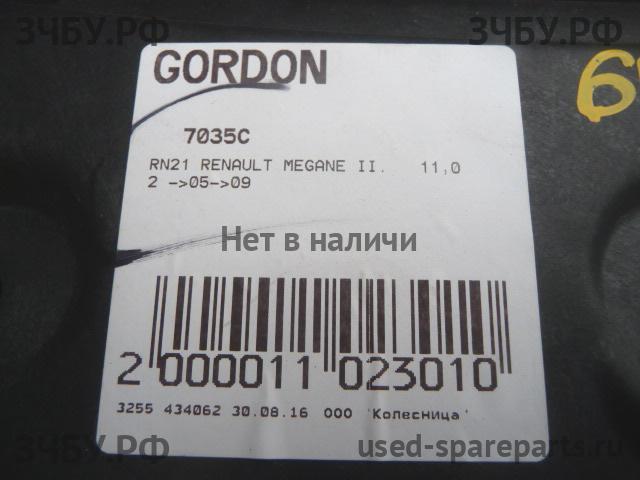 ЗЧБУ.РФ ЗЧБУ.РФ
GORDON
7035C
RN21 RENAULT MEGANE II. 11,0
2 ->05->09
Нет в наличи
2 000011 023010
3255 434062 30.08.16 ООО 'Колесница'
ЗЧБУ.РФ used-spareparts.ru